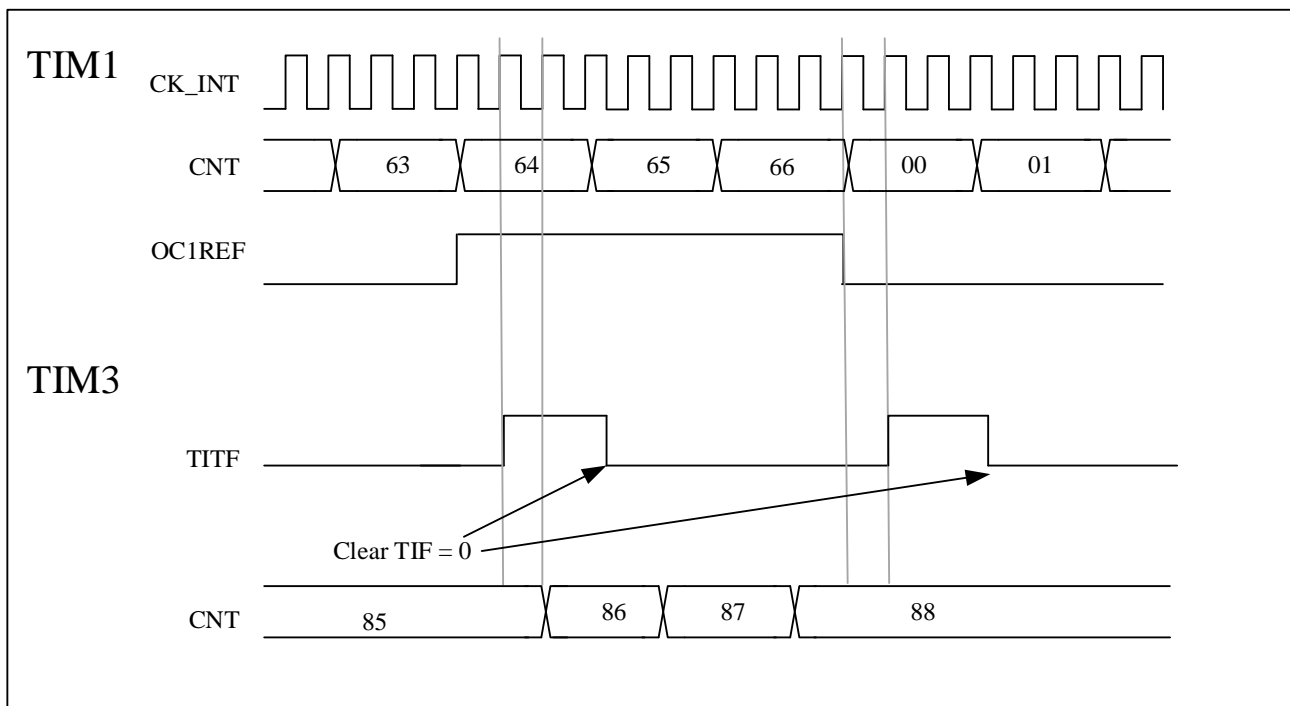 TIM1
CK_INT
CNT
63
64
65
66
00
01
OC1REF
TIM3
TITF
Clear TIF = 0
CNT
85
86
87
88